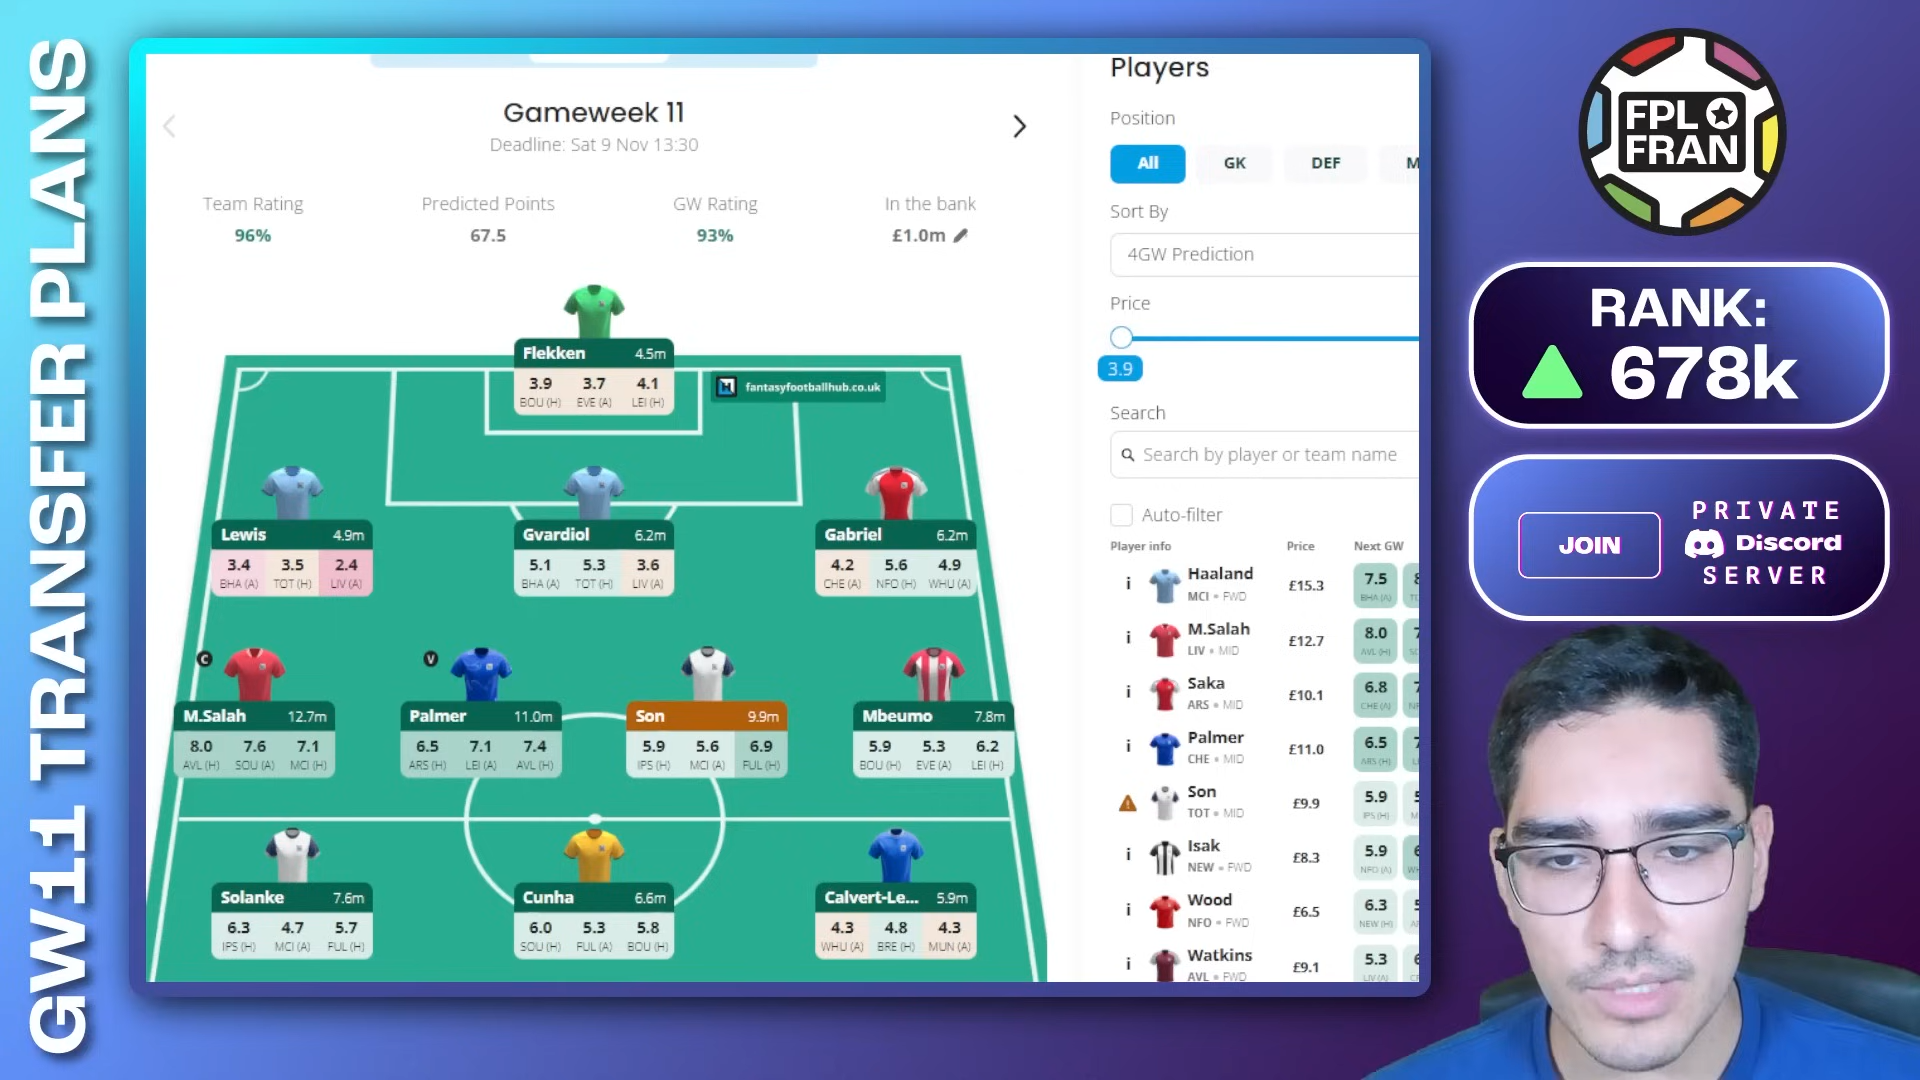 GW11 TRANSFER PLANS
Gameweek 11
Deadline: Sat 9 Nov 13:30
Team Rating
96%
Predicted Points
67.5
GW Rating
93%
In the bank
£1.0m
Flekken 4.5m
3.9 3.7 4.1
BOU (H) EVE (A) LEI (H)
fantasyfootballhub.co.uk
Lewis 4.9m
3.4 3.5 2.4
BHA (A) TOT (H) LIV (A)
Gvardiol 6.2m
5.1 5.3 3.6
BHA (A) TOT (H) LIV (A)
Gabriel 6.2m
4.2 5.6 4.9
CHE (A) NFO (H) WHU (A)
C
M.Salah 12.7m
8.0 7.6 7.1
AVL (H) SOU (A) MCI (H)
V
Palmer 11.0m
6.5 7.1 7.4
ARS (H) LEI (A) AVL (H)
Son 9.9m
5.9 5.6 6.9
IPS (H) MCI (A) FUL (H)
Mbeumo 7.8m
5.9 5.3 6.2
BOU (H) EVE (A) LEI (H)
Solanke 7.6m
6.3 4.7 5.7
IPS (H) MCI (A) FUL (H)
Cunha 6.6m
6.0 5.3 5.8
SOU (H) FUL (A) BOU (H)
Calvert-Le... 5.9m
4.3 4.8 4.3
WHU (A) BRE (H) MUN (A)
Players
Position
All GK DEF M
Sort By
4GW Prediction
Price
3.9
Search
Search by player or team name
Auto-filter
Player info Price Next GW
i Haaland £15.3 7.5
MCI • FWD BHA (A)
i M.Salah £12.7 8.0
LIV • MID AVL (H)
i Saka £10.1 6.8
ARS • MID CHE (A)
i Palmer £11.0 6.5
CHE • MID ARS (H)
Son £9.9 5.9
TOT • MID IPS (H)
i Isak £8.3 5.9
NEW • FWD NFO (A)
i Wood £6.5 6.3
NFO • FWD NEW (H)
i Watkins £9.1 5.3
AVL • FWD LIV (A)
FPL
FRAN
RANK:
678k
JOIN
PRIVATE
Discord
SERVER